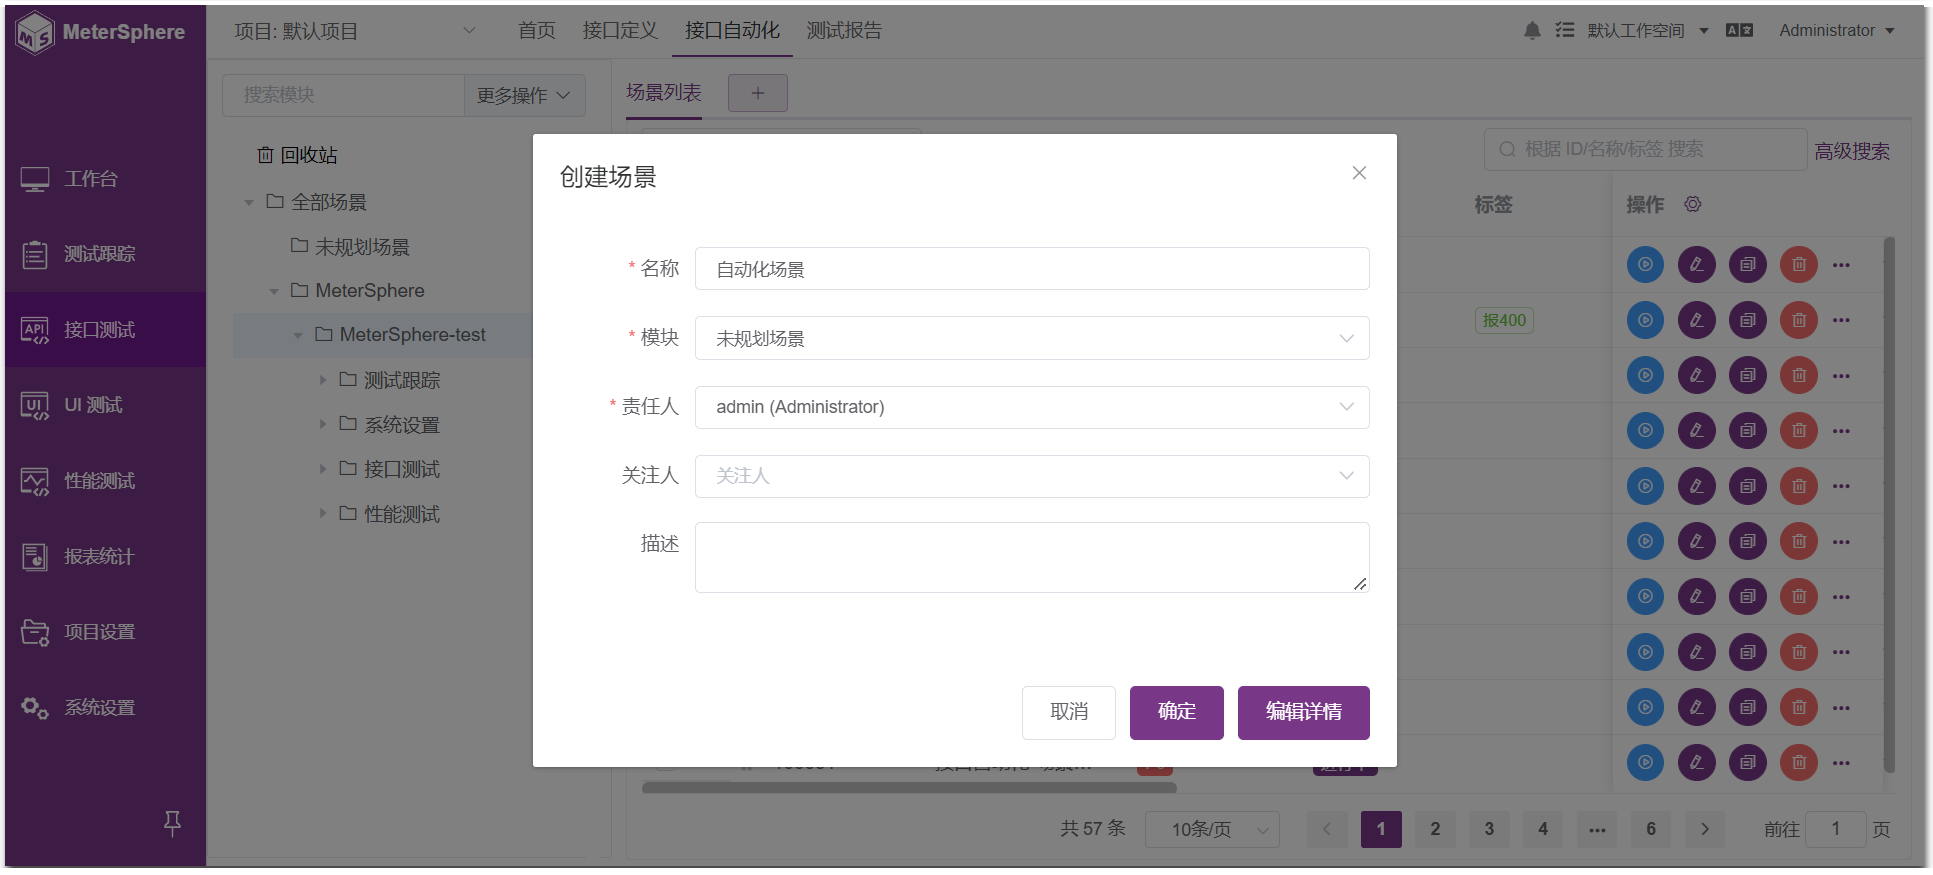 MeterSphere
项目: 默认项目
首页
接口定义
接口自动化
测试报告
默认工作空间
Administrator
搜索模块
更多操作
场景列表
+
回收站
全部场景
未规划场景
MeterSphere
MeterSphere-test
测试跟踪
系统设置
接口测试
性能测试
工作台
测试跟踪
API
接口测试
UI
UI 测试
性能测试
报表统计
项目设置
系统设置
根据 ID/名称/标签 搜索
高级搜索
标签
操作
报400
创建场景
* 名称
自动化场景
* 模块
未规划场景
* 责任人
admin (Administrator)
关注人
关注人
描述
取消
确定
编辑详情
共 57 条
10条/页
1
2
3
4
•••
6
前往
1
页